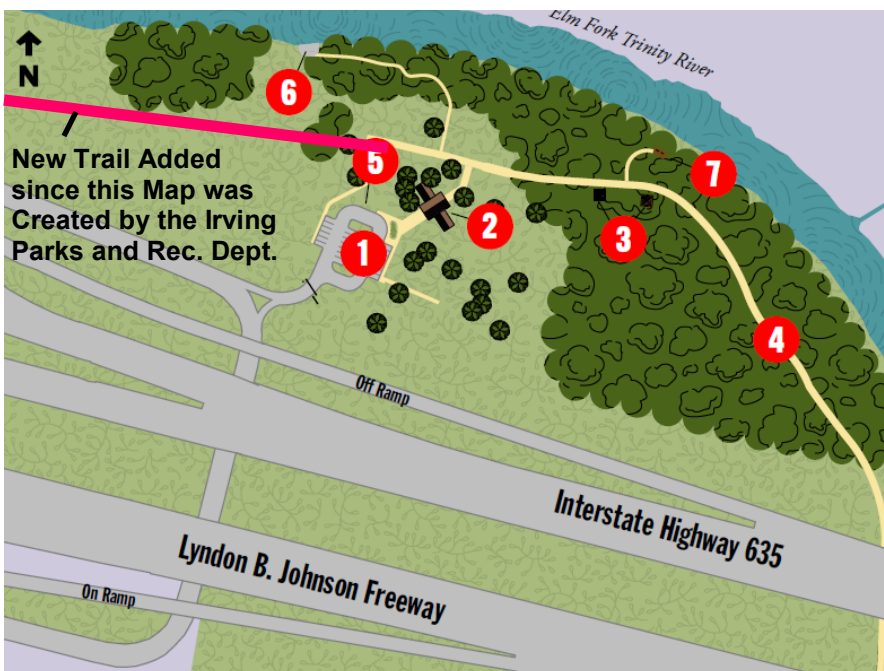 Elm Fork Trinity River
N
6
New Trail Added
since this Map was
Created by the Irving
Parks and Rec. Dept.
5
7
2
3
1
4
Off Ramp
Interstate Highway 635
Lyndon B. Johnson Freeway
On Ramp